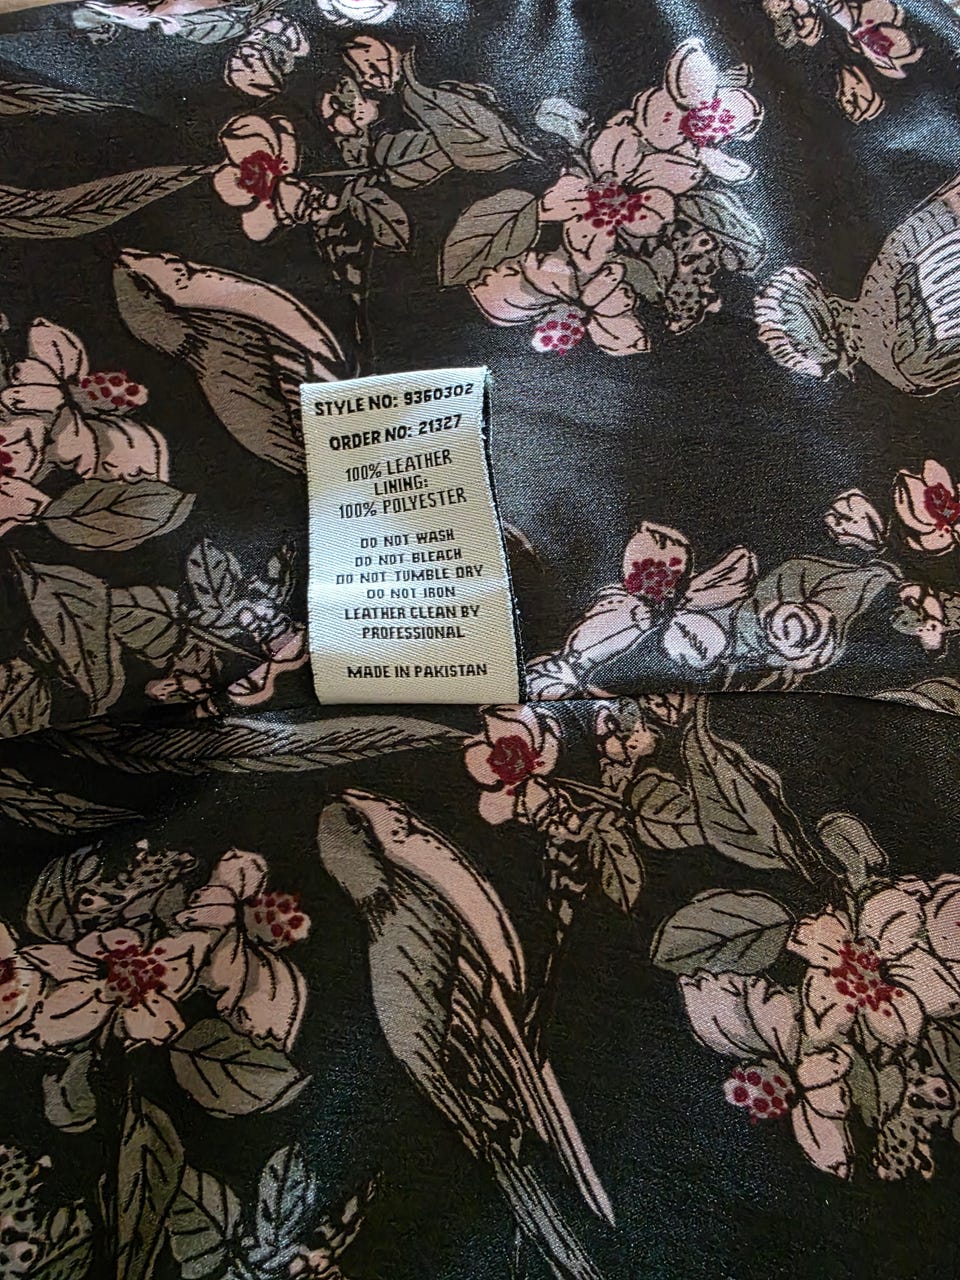 STYLE NO: 9360302
ORDER NO: 21327
100% LEATHER
LINING:
100% POLYESTER
DO NOT WASH
DO NOT BLEACH
DO NOT TUMBLE DRY
DO NOT IRON
LEATHER CLEAN BY
PROFESSIONAL
MADE IN PAKISTAN